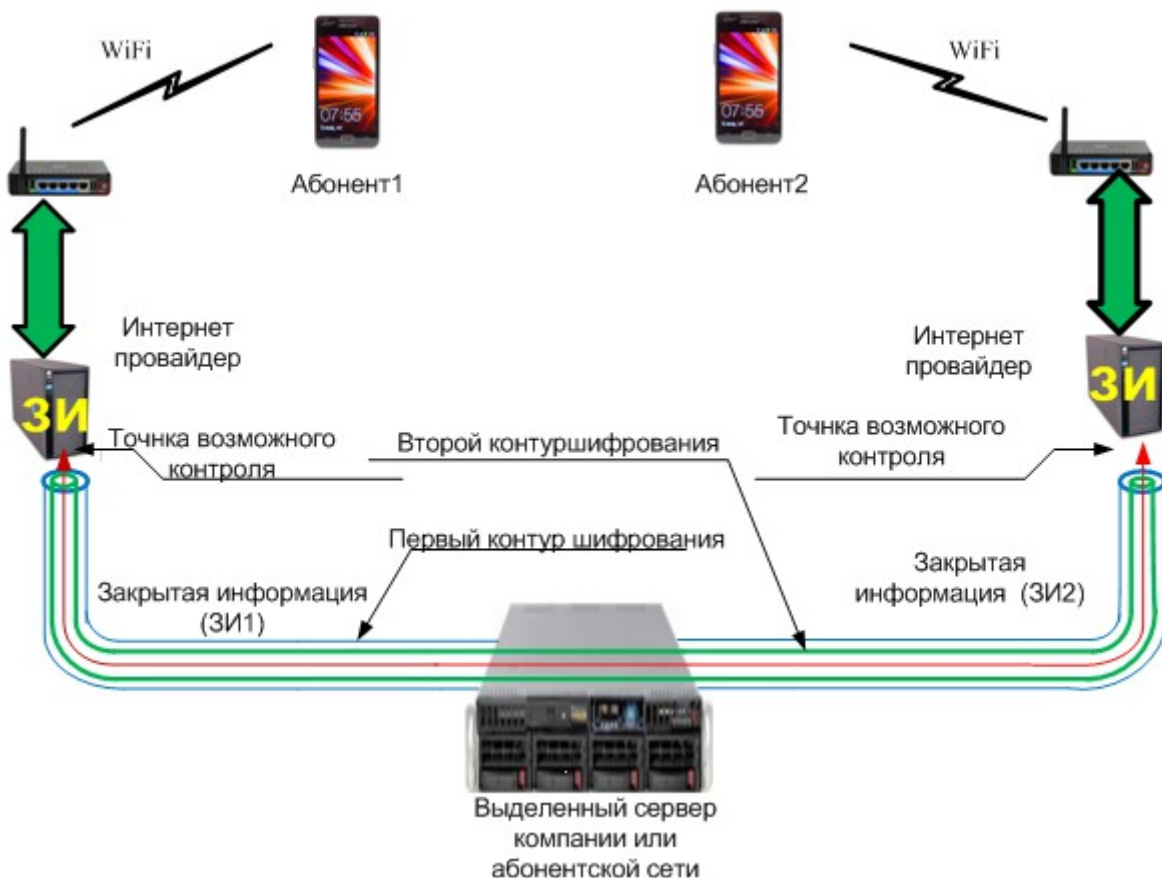 WiFi
WiFi
07:55
07:55
Абонент1
Абонент2
Интернет
провайдер
Интернет
провайдер
ЗИ
ЗИ
Точнка возможного
контроля
Второй контуршифрования
Точнка возможного
контроля
Первый контур шифрования
Закрытая информация
(ЗИ1)
Закрытая
информация (ЗИ2)
Выделенный сервер
компании или
абонентской сети